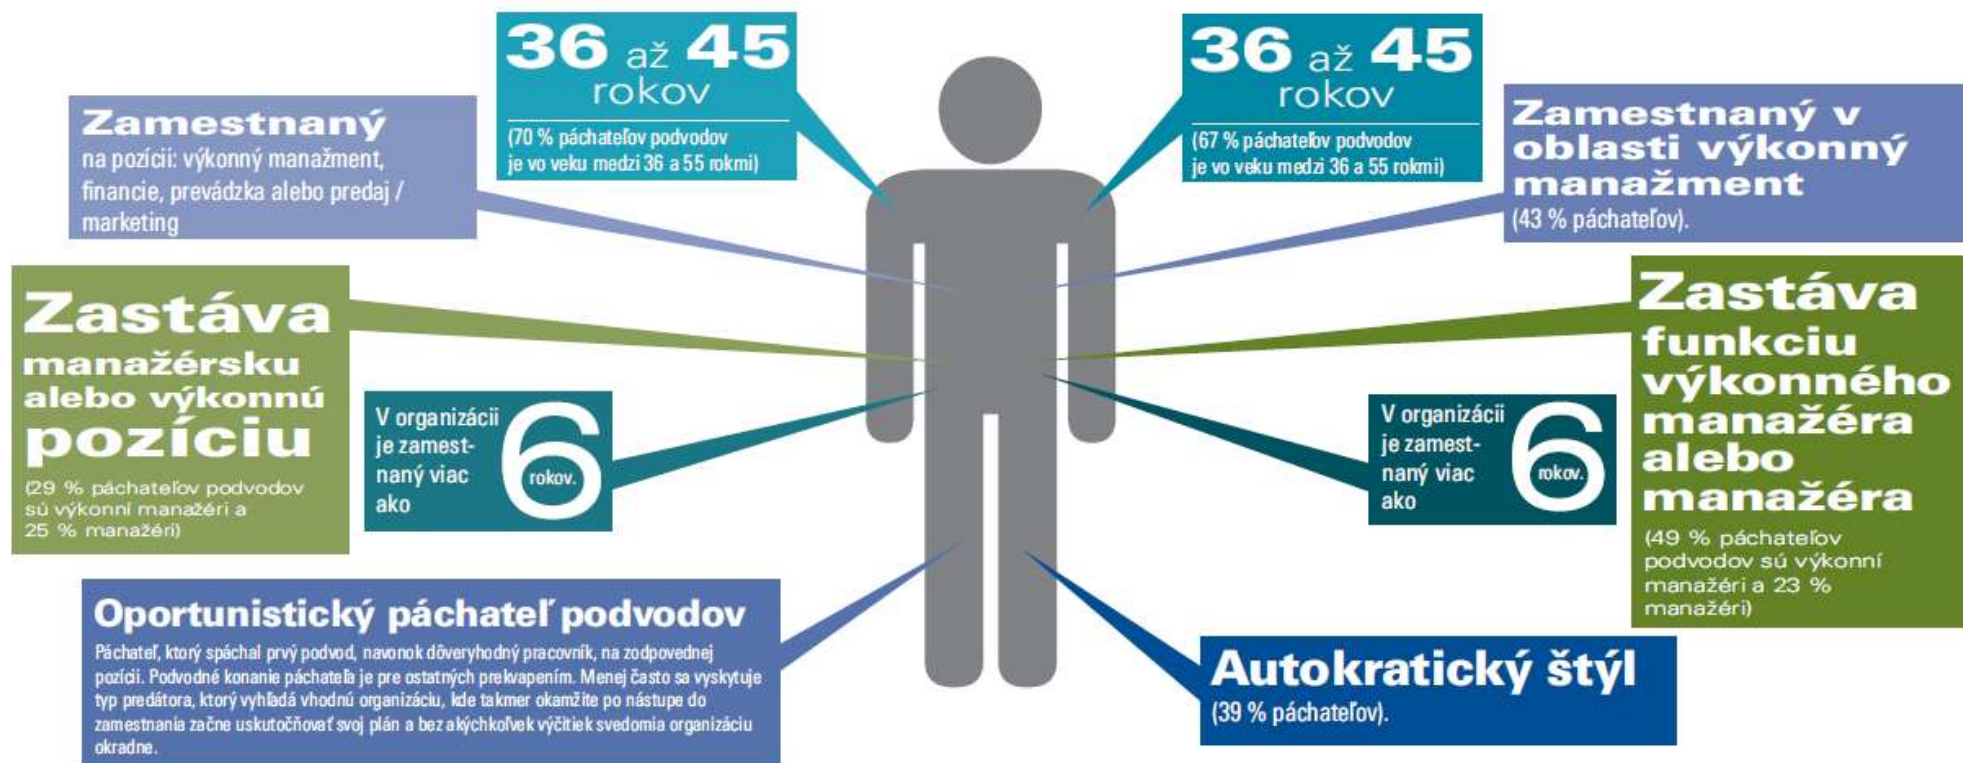 36 až 45
rokov
(70 % páchateľov podvodov
je vo veku medzi 36 a 55 rokmi)
36 až 45
rokov
(67 % páchateľov podvodov
je vo veku medzi 36 a 55 rokmi)
Zamestnaný
na pozícii: výkonný manažment,
financie, prevádzka alebo predaj /
marketing
Zamestnaný v
oblasti výkonný
manažment
(43 % páchateľov).
Zastáva
manažérsku
alebo výkonnú
pozíciu
(29 % páchateľov podvodov
sú výkonní manažéri a
25 % manažéri)
V organizácii
je zamest-
naný viac
ako
6
rokov.
V organizácii
je zamest-
naný viac
ako
6
rokov.
Zastáva
funkciu
výkonného
manažéra
alebo
manažéra
(49 % páchateľov
podvodov sú výkonní
manažéri a 23 %
manažéri)
Oportunistický páchateľ podvodov
Páchateľ, ktorý spáchal prvý podvod, navonok dôveryhodný pracovník, na zodpovednej
pozícii. Podvodné konanie páchateľa je pre ostatných prekvapením. Menej často sa vyskytuje
typ predátora, ktorý vyhľadá vhodnú organizáciu, kde takmer okamžite po nástupe do
zamestnania začne uskutočňovať svoj plán a bez akýchkoľvek výčitiek svedomia organizáciu
okradne.
Autokratický štýl
(39 % páchateľov).